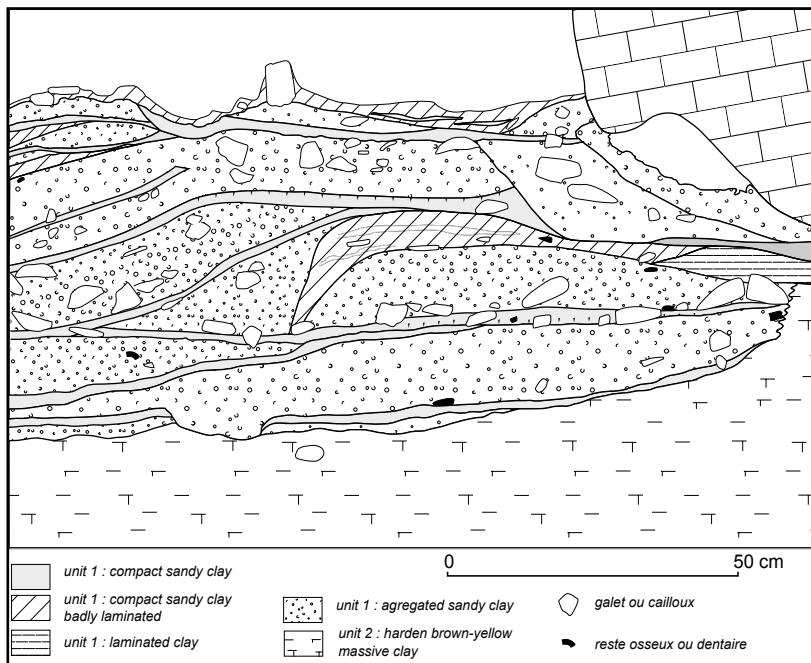 0 50 cm
unit 1 : compact sandy clay
unit 1 : compact sandy clay
badly laminated
unit 1 : laminated clay
unit 1 : agregated sandy clay
unit 2 : harden brown-yellow
massive clay
galet ou cailloux
reste osseux ou dentaire